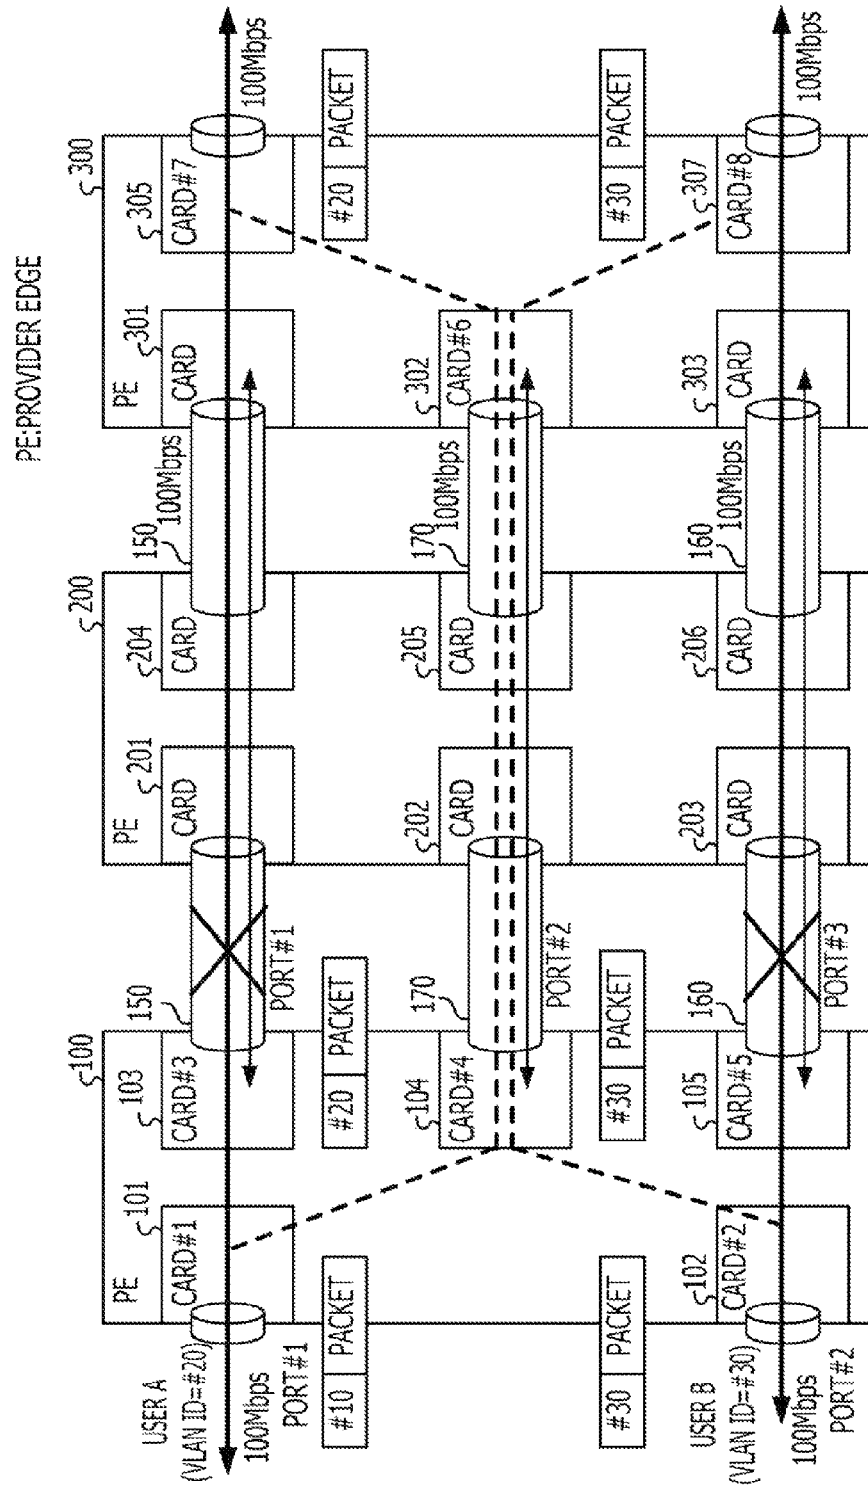 PE:PROVIDER EDGE
100
200
300
PE
101
103
PE
201
204
PE
301
305
USER A
(VLAN ID=#20)
100Mbps
PORT#1
CARD#1
CARD#3
150
PORT#1
CARD
CARD
150
100Mbps
CARD
CARD#7
100Mbps
#10 PACKET
#20 PACKET
#20 PACKET
104
CARD#4
170
PORT#2
202
CARD
205
CARD
170
100Mbps
302
CARD#6
#30 PACKET
#30 PACKET
#30 PACKET
USER B
(VLAN ID=#30)
100Mbps
PORT#2
102
CARD#2
105
CARD#5
160
PORT#3
203
CARD
206
CARD
160
100Mbps
303
CARD
307
CARD#8
100Mbps